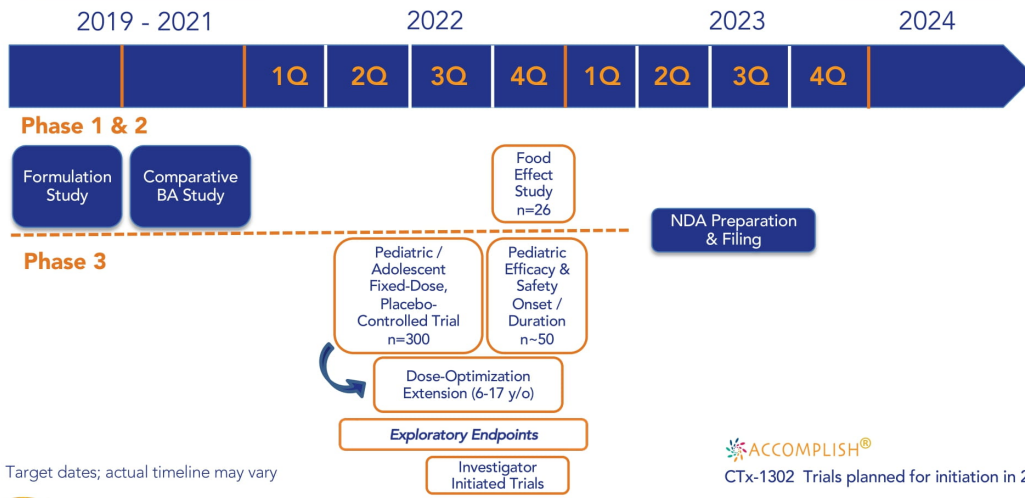 2019 - 2021
2022
2023
2024
1Q
2Q
3Q
4Q
1Q
2Q
3Q
4Q
Phase 1 & 2
Formulation
Study
Comparative
BA Study
Food
Effect
Study
n=26
NDA Preparation
& Filing
Phase 3
Pediatric /
Adolescent
Fixed-Dose,
Placebo-
Controlled Trial
n=300
Pediatric
Efficacy &
Safety
Onset /
Duration
n~50
Dose-Optimization
Extension (6-17 y/o)
Exploratory Endpoints
Investigator
Initiated Trials
Target dates; actual timeline may vary
ACCOMPLISH®
CTx-1302 Trials planned for initiation in 2